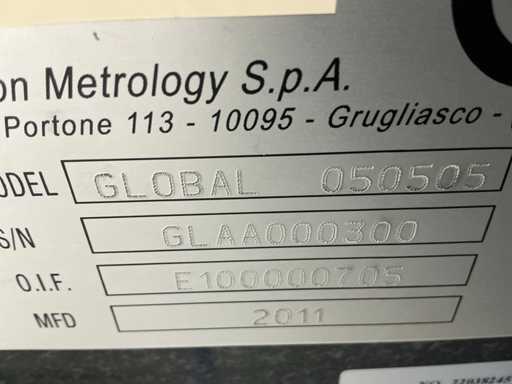 on Metrology S.p.A.
Portone 113 - 10095 - Grugliasco -
ODEL GLOBAL 050505
S/N GLAA000300
O.I.F. E100000705
MFD 2011